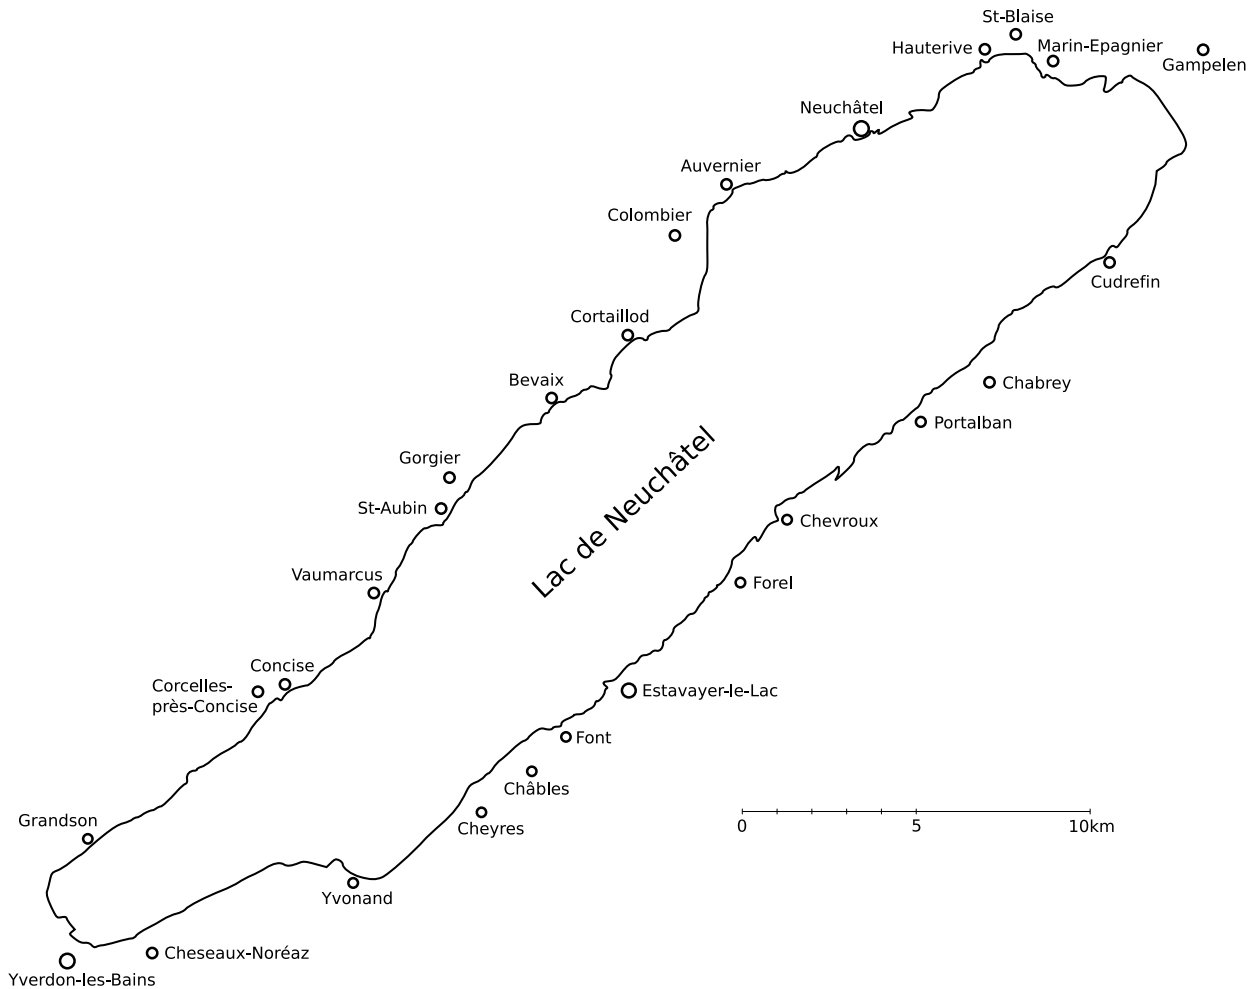 St-Blaise
Hauterive
Marin-Epagnier
Gampelen
Neuchâtel
Auvernier
Colombier
Cudrefin
Cortaillod
Bevaix
Chabrey
Portalban
Lac de Neuchâtel
Gorgier
St-Aubin
Chevroux
Vaumarcus
Forel
Concise
Corcelles-
près-Concise
Estavayer-le-Lac
Font
Châbles
Cheyres
Grandson
0 5 10km
Yvonand
Cheseaux-Noréaz
Yverdon-les-Bains